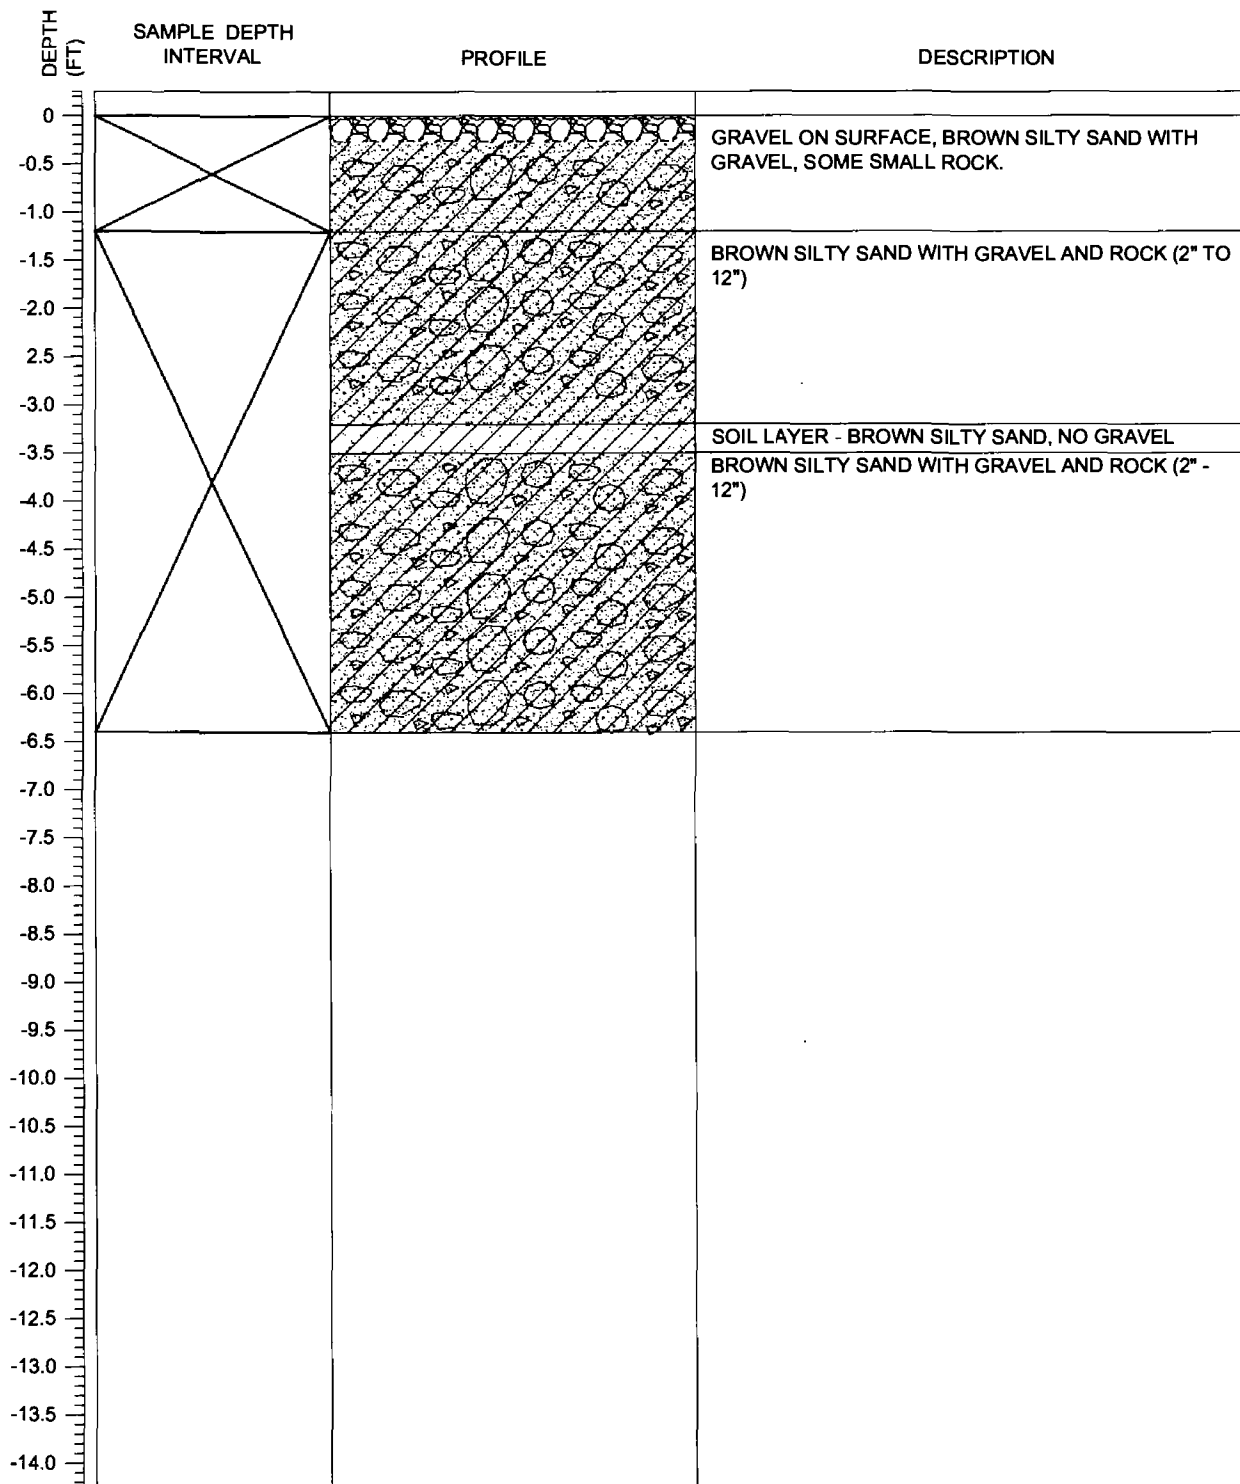 DEPTH
(FT)
SAMPLE DEPTH
INTERVAL
PROFILE
DESCRIPTION
0
-0.5
-1.0
-1.5
-2.0
2.5
-3.0
-3.5
-4.0
-4.5
-5.0
-5.5
-6.0
-6.5
-7.0
-7.5
-8.0
-8.5
-9.0
-9.5
-10.0
-10.5
-11.0
-11.5
-12.0
-12.5
-13.0
-13.5
-14.0
GRAVEL ON SURFACE, BROWN SILTY SAND WITH
GRAVEL, SOME SMALL ROCK.
BROWN SILTY SAND WITH GRAVEL AND ROCK (2" TO
12")
SOIL LAYER - BROWN SILTY SAND, NO GRAVEL
BROWN SILTY SAND WITH GRAVEL AND ROCK (2" -
12")